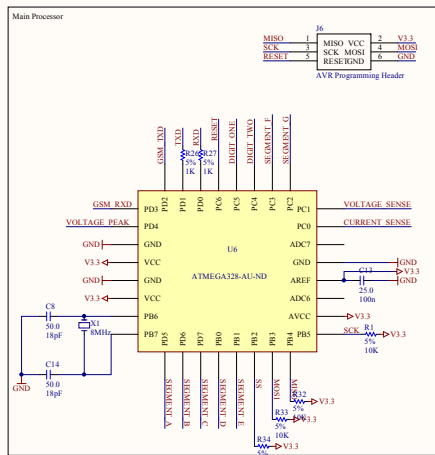 Main Processor
J6
MISO 1 MISO VCC 2 V3.3
SCK 3 SCK MOSI 4 MOSI
RESET 5 RESET GND 6 GND
AVR Programming Header
GSM_TXD
TXD
RXD
RESET
DIGIT_ONE
DIGIT_TWO
SEGMENT_F
SEGMENT_G
R26
5%
1K
R27
5%
1K
PD2
PD1
PD0
PC6
PC5
PC4
PC3
PC2
GSM_RXD PD3
VOLTAGE_PEAK PD4
GND GND
V3.3 VCC
GND GND
V3.3 VCC
PB6
PB7
U6
ATMEGA328-AU-ND
PC1 VOLTAGE_SENSE
PC0 CURRENT_SENSE
ADC7
GND GND
AREF
V3.3
C13
25.0
100n
GND
ADC6
AVCC V3.3
PB5 SCK
R1
5%
10K
V3.3
C8
50.0
18pF
X1
8MHz
C14
50.0
18pF
GND
PD5
PD6
PD7
PB0
PB1
PB2
PB3
PB4
SEGMENT_A
SEGMENT_B
SEGMENT_C
SEGMENT_D
SEGMENT_E
SS
MOSI
R32
5%
10K
V3.3
R33
5%
10K
V3.3
R34
5%
V3.3